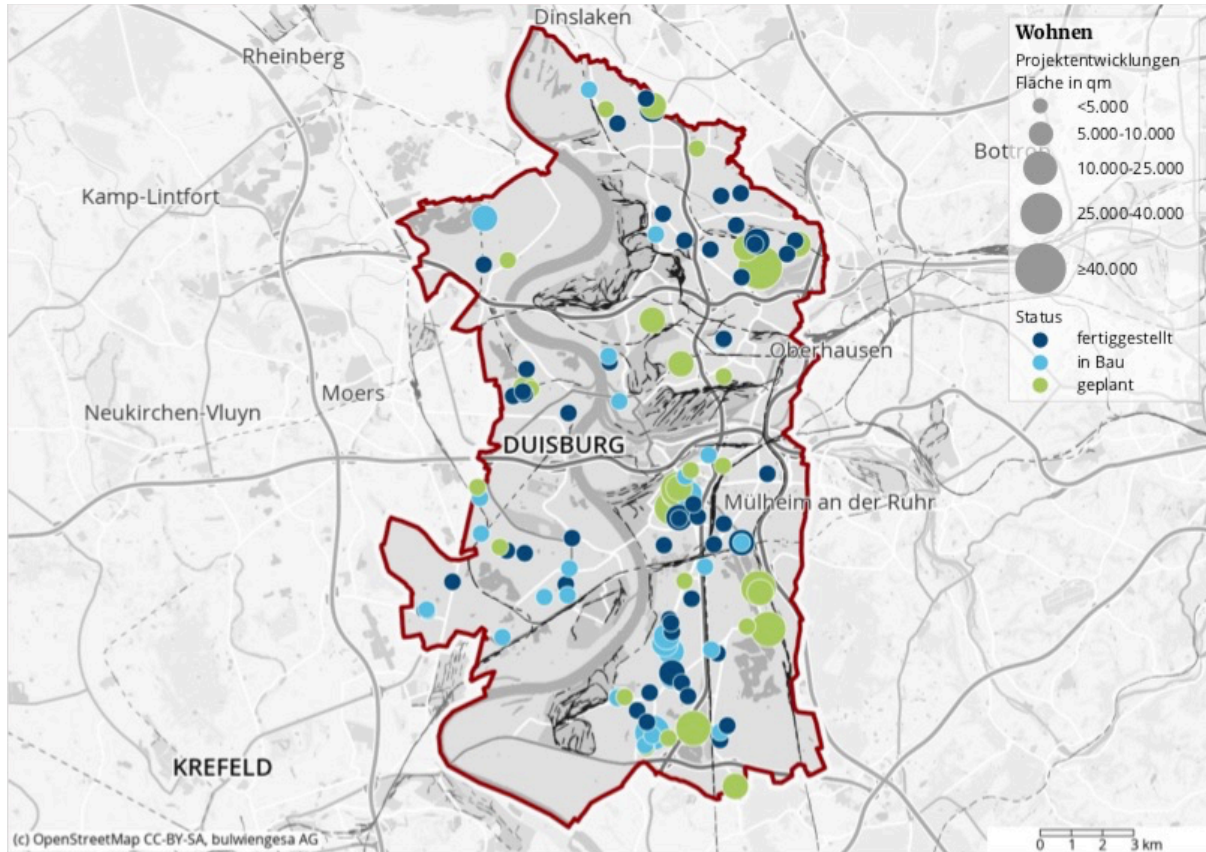 Dinslaken
Rheinberg
Kamp-Lintfort
Bottrop
Oberhausen
Moers
Neukirchen-Vluyn
DUISBURG
Mülheim an der Ruhr
KREFELD
Wohnen
Projektentwicklungen
Fläche in qm
<5.000
5.000-10.000
10.000-25.000
25.000-40.000
≥40.000
Status
fertiggestellt
in Bau
geplant
(c) OpenStreetMap CC-BY-SA, bulwiengesa AG
0 1 2 3 km